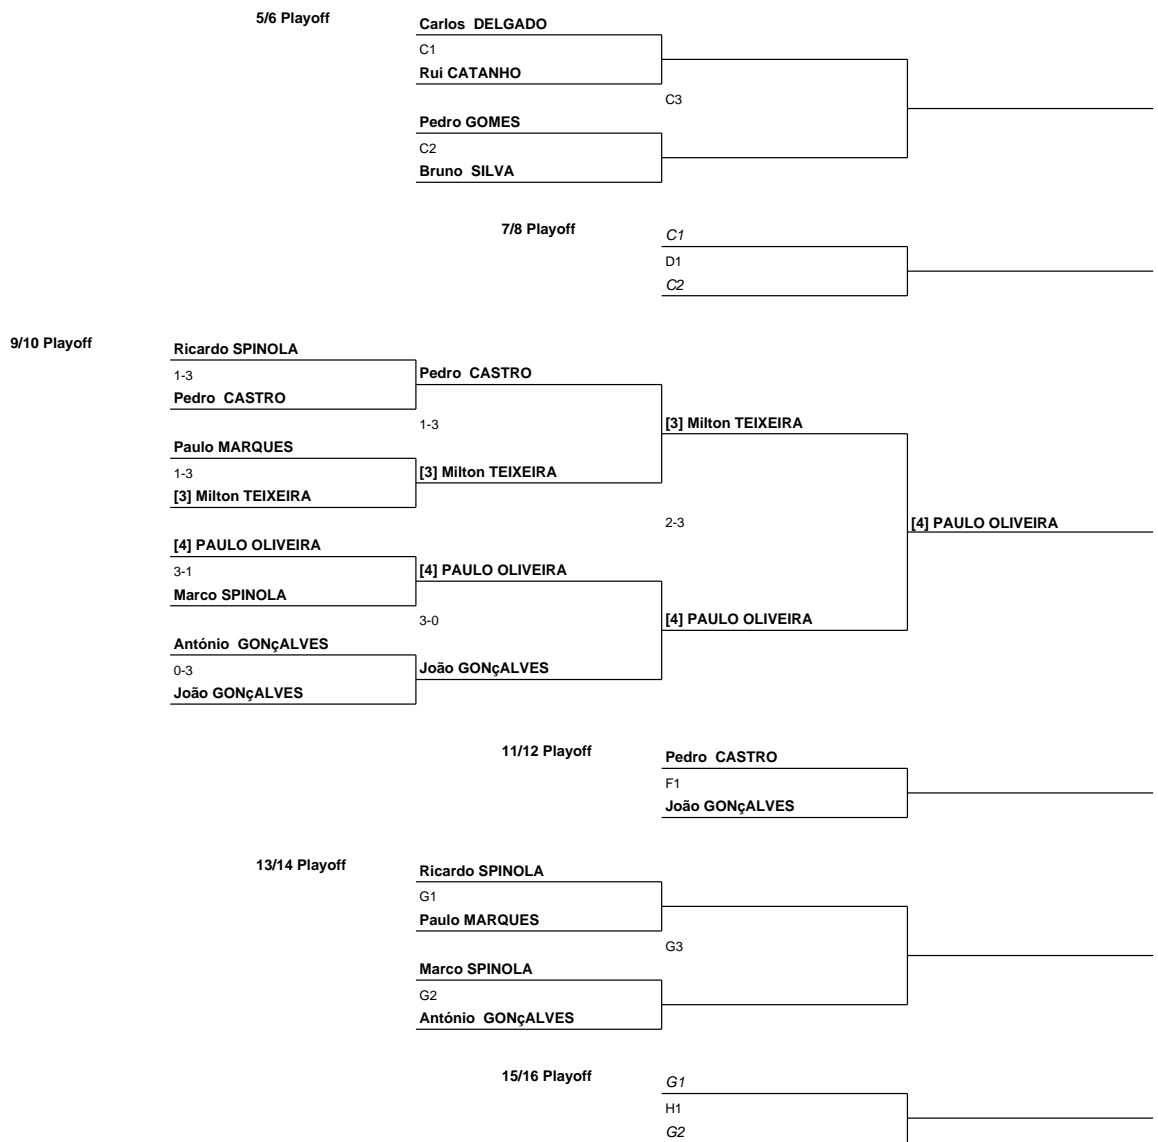 5/6 Playoff
Carlos  DELGADO
C1
Rui CATANHO
C3
Pedro GOMES
C2
Bruno  SILVA
7/8 Playoff
C1
D1
C2
9/10 Playoff
Ricardo SPINOLA
1-3
Pedro  CASTRO
Pedro  CASTRO
1-3
[3] Milton TEIXEIRA
Paulo MARQUES
1-3
[3] Milton TEIXEIRA
[3] Milton TEIXEIRA
2-3
[4] PAULO OLIVEIRA
[4] PAULO OLIVEIRA
3-1
[4] PAULO OLIVEIRA
Marco SPINOLA
3-0
[4] PAULO OLIVEIRA
António  GONçALVES
0-3
João GONçALVES
João GONçALVES
11/12 Playoff
Pedro  CASTRO
F1
João GONçALVES
13/14 Playoff
Ricardo SPINOLA
G1
Paulo MARQUES
G3
Marco SPINOLA
G2
António  GONçALVES
15/16 Playoff
G1
H1
G2